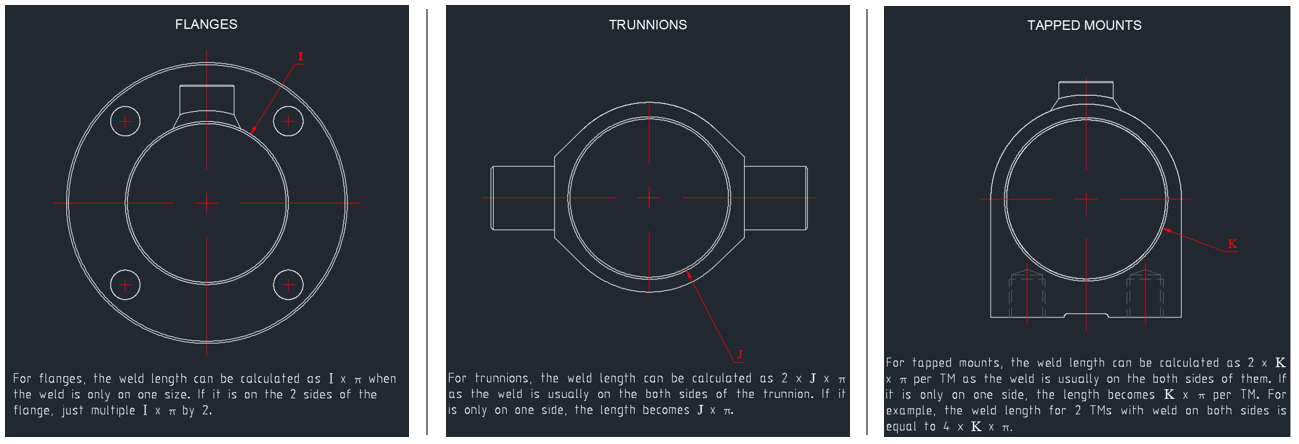 FLANGES
I
For flanges, the weld length can be calculated as I x π when
the weld is only on one size. If it is on the 2 sides of the
flange, just multiple I x π by 2.
TRUNNIONS
J
For trunnions, the weld length can be calculated as 2 x J x π
as the weld is usually on the both sides of the trunnion. If it
is only on one side, the length becomes J x π.
TAPPED MOUNTS
K
For tapped mounts, the weld length can be calculated as 2 x K
x π per TM as the weld is usually on the both sides of them. If
it is only on one side, the length becomes K x π per TM. For
example, the weld length for 2 TMs with weld on both sides is
equal to 4 x K x π.